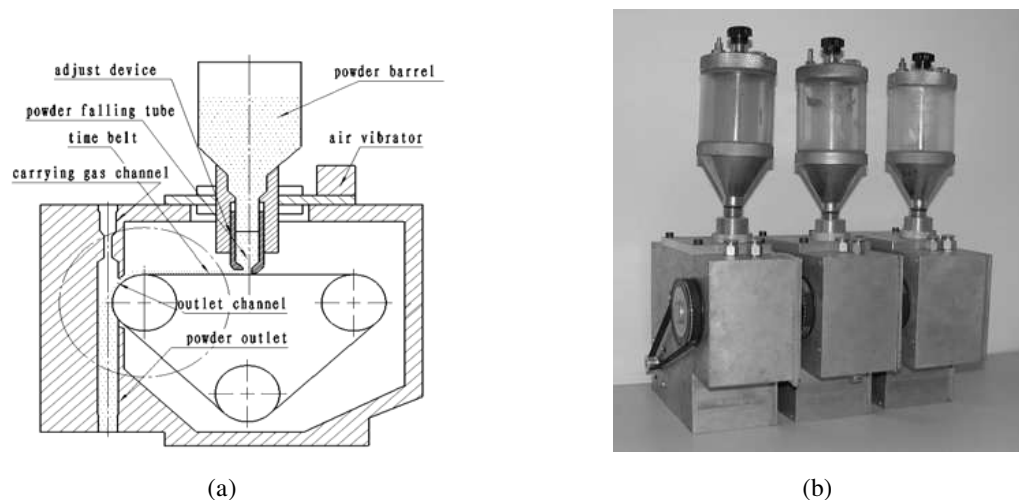 adjust device
powder barrel
powder falling tube
time belt
air vibrator
carrying gas channel
outlet channel
powder outlet
(a)
(b)